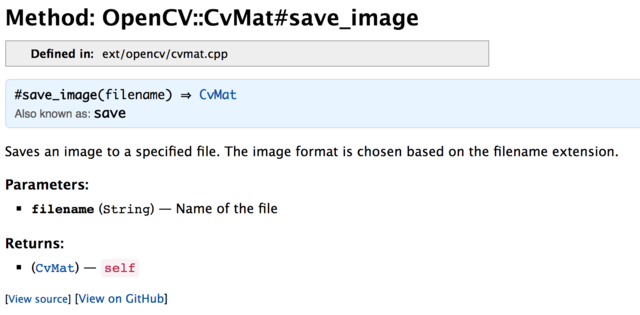 Method: OpenCV::CvMat#save_image
Defined in: ext/opencv/cvmat.cpp
#save_image(filename) ⇒ CvMat
Also known as: save
Saves an image to a specified file. The image format is chosen based on the filename extension.
Parameters:
▪ filename (String) — Name of the file
Returns:
▪ (CvMat) — self
[View source] [View on GitHub]